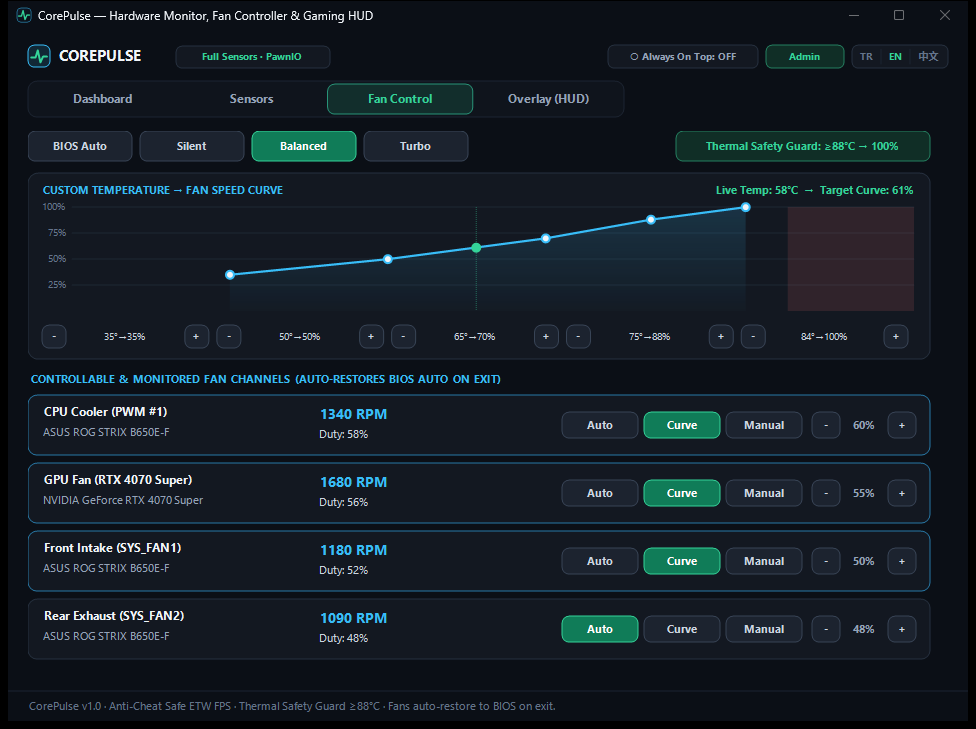 CorePulse — Hardware Monitor, Fan Controller & Gaming HUD
COREPULSE
Full Sensors · PawnIO
Always On Top: OFF
Admin
TR EN 中文
Dashboard Sensors Fan Control Overlay (HUD)
BIOS Auto Silent Balanced Turbo
Thermal Safety Guard: ≥88°C → 100%
CUSTOM TEMPERATURE → FAN SPEED CURVE
Live Temp: 58°C → Target Curve: 61%
100%
75%
50%
25%
- 35°→35% + - 50°→50% + - 65°→70% + - 75°→88% + - 84°→100% +
CONTROLLABLE & MONITORED FAN CHANNELS (AUTO-RESTORES BIOS AUTO ON EXIT)
CPU Cooler (PWM #1)
ASUS ROG STRIX B650E-F
1340 RPM
Duty: 58%
Auto Curve Manual - 60% +
GPU Fan (RTX 4070 Super)
NVIDIA GeForce RTX 4070 Super
1680 RPM
Duty: 56%
Auto Curve Manual - 55% +
Front Intake (SYS_FAN1)
ASUS ROG STRIX B650E-F
1180 RPM
Duty: 52%
Auto Curve Manual - 50% +
Rear Exhaust (SYS_FAN2)
ASUS ROG STRIX B650E-F
1090 RPM
Duty: 48%
Auto Curve Manual - 48% +
CorePulse v1.0 · Anti-Cheat Safe ETW FPS · Thermal Safety Guard ≥88°C · Fans auto-restore to BIOS on exit.